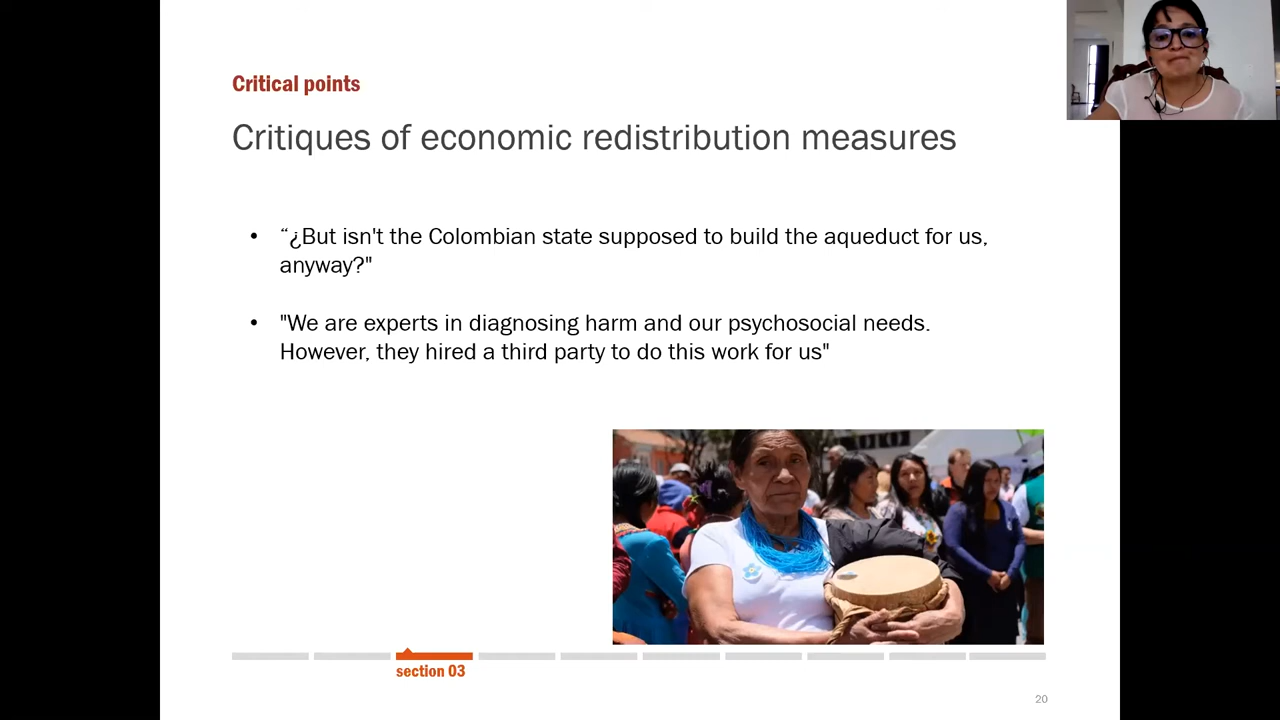 Critical points
Critiques of economic redistribution measures
• “¿But isn't the Colombian state supposed to build the aqueduct for us,
anyway?"
• "We are experts in diagnosing harm and our psychosocial needs.
However, they hired a third party to do this work for us"
section 03
20